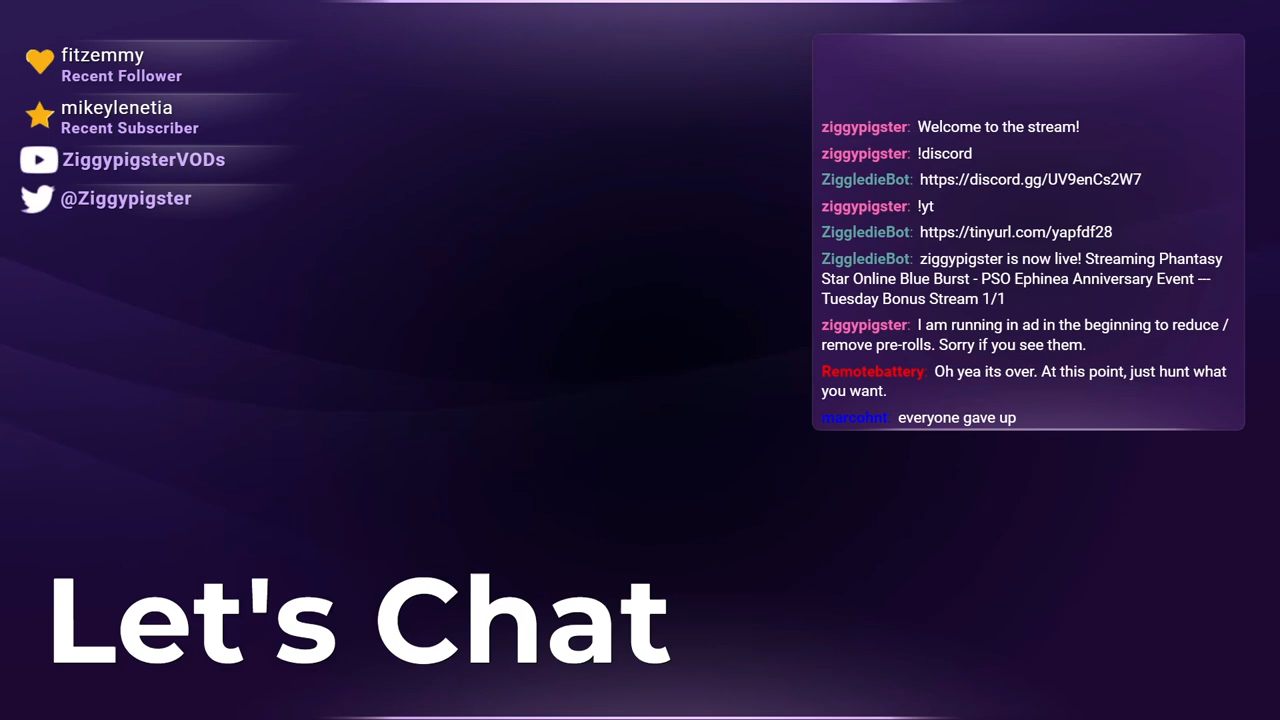 fitzemmy
Recent Follower
mikeylenetia
Recent Subscriber
ZiggypigsterVODs
@Ziggypigster
ziggypigster: Welcome to the stream!
ziggypigster: !discord
ZiggledieBot: https://discord.gg/UV9enCs2W7
ziggypigster: !yt
ZiggledieBot: https://tinyurl.com/yapfdf28
ZiggledieBot: ziggypigster is now live! Streaming Phantasy
Star Online Blue Burst - PSO Ephinea Anniversary Event ---
Tuesday Bonus Stream 1/1
ziggypigster: I am running in ad in the beginning to reduce /
remove pre-rolls. Sorry if you see them.
Remotebattery: Oh yea its over. At this point, just hunt what
you want.
marcohnt: everyone gave up
Let's Chat